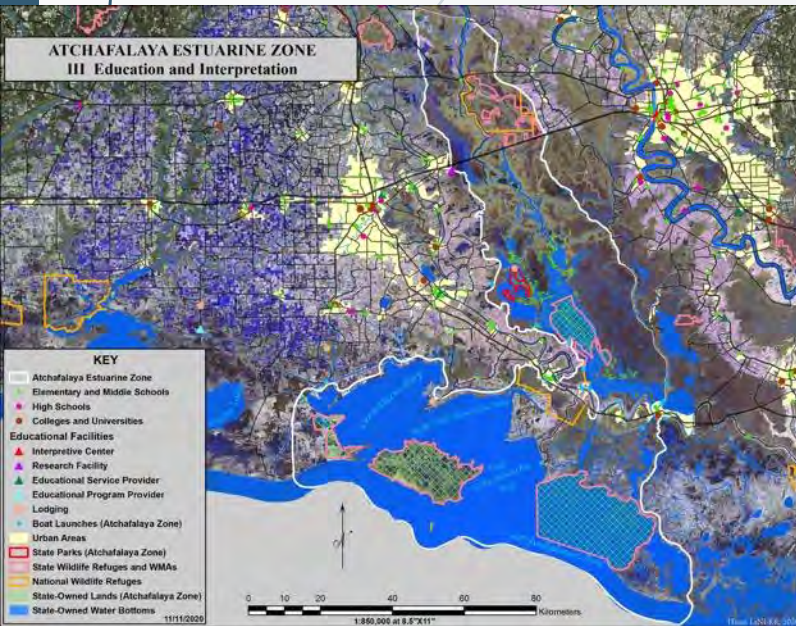 ATCHAFALAYA ESTUARINE ZONE
III Education and Interpretation
KEY
Atchafalaya Estuarine Zone
Elementary and Middle Schools
High Schools
Colleges and Universities
Educational Facilities
Interpretive Center
Research Facility
Educational Service Provider
Educational Program Provider
Lodging
Boat Launches (Atchafalaya Zone)
Urban Areas
State Parks (Atchafalaya Zone)
State Wildlife Refuges and WMAs
National Wildlife Refuges
State-Owned Lands (Atchafalaya Zone)
State-Owned Water Bottoms
11/11/2020
N
0 10 20 40 60 80
Kilometers
1:850,000 at 8.5"X11"